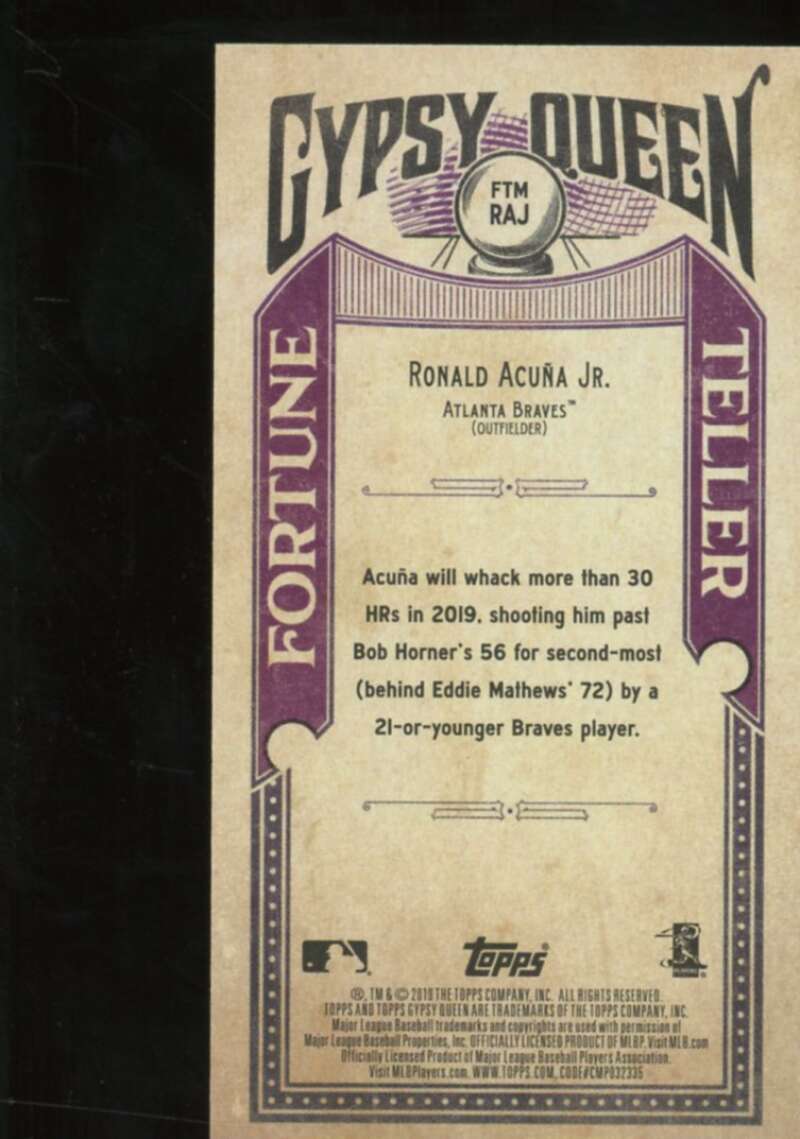 GYPSY QUEEN
FTM
RAJ
FORTUNE
TELLER
RONALD ACUÑA JR.
ATLANTA BRAVES™
(OUTFIELDER)
Acuña will whack more than 30
HRs in 2019, shooting him past
Bob Horner's 56 for second-most
(behind Eddie Mathews' 72) by a
21-or-younger Braves player.
topps®
®, TM & © 2019 THE TOPPS COMPANY, INC. ALL RIGHTS RESERVED.
TOPPS AND TOPPS GYPSY QUEEN ARE TRADEMARKS OF THE TOPPS COMPANY, INC.
Major League Baseball trademarks and copyrights are used with permission of
Major League Baseball Properties, Inc. OFFICIALLY LICENSED PRODUCT OF MLBP. Visit MLB.com
Officially Licensed Product of Major League Baseball Players Association.
Visit MLBPlayers.com. WWW.TOPPS.COM. CODE#CMP032335